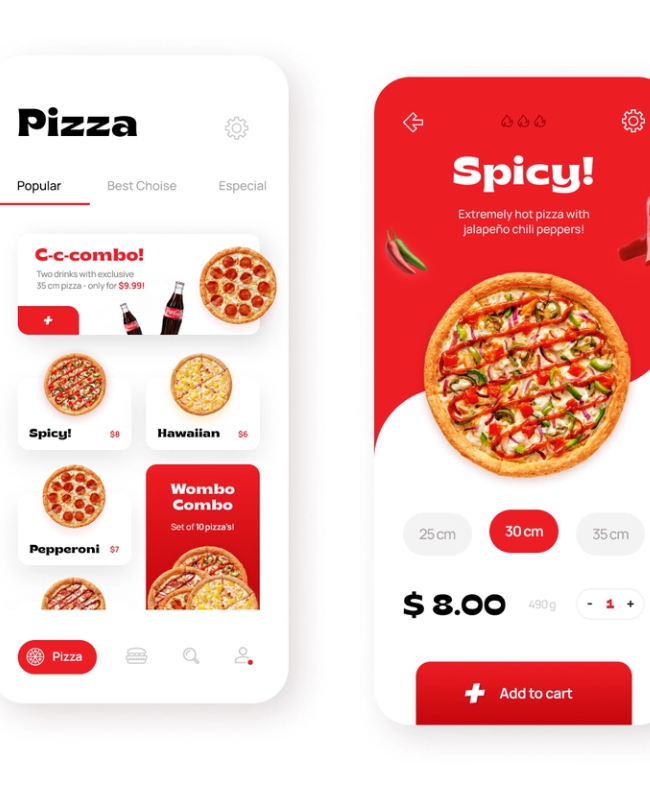 Pizza
Popular
Best Choise
Especial
C-c-combo!
Two drinks with exclusive
35 cm pizza - only for $9.99!
+
Spicy! $8
Hawaiian $6
Pepperoni $7
Wombo
Combo
Set of 10 pizza's!
Pizza
Spicy!
Extremely hot pizza with
jalapeño chili peppers!
25 cm
30 cm
35 cm
$ 8.00
490 g
- 1 +
+ Add to cart